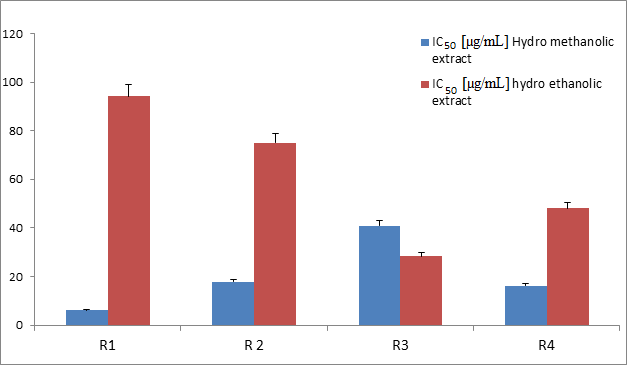 120
100
80
60
40
20
0
R1
R 2
R3
R4
IC50 [µg/mL] Hydro methanolic
extract
IC50 [µg/mL] hydro ethanolic
extract